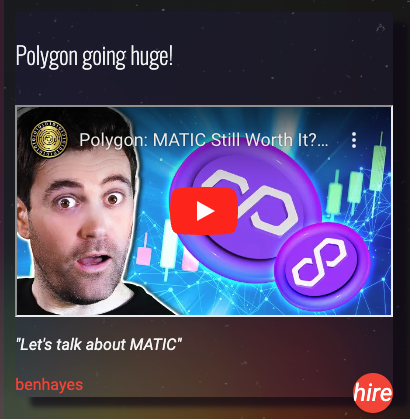 Polygon going huge!
Polygon: MATIC Still Worth It?...
"Let's talk about MATIC"
benhayes
hire